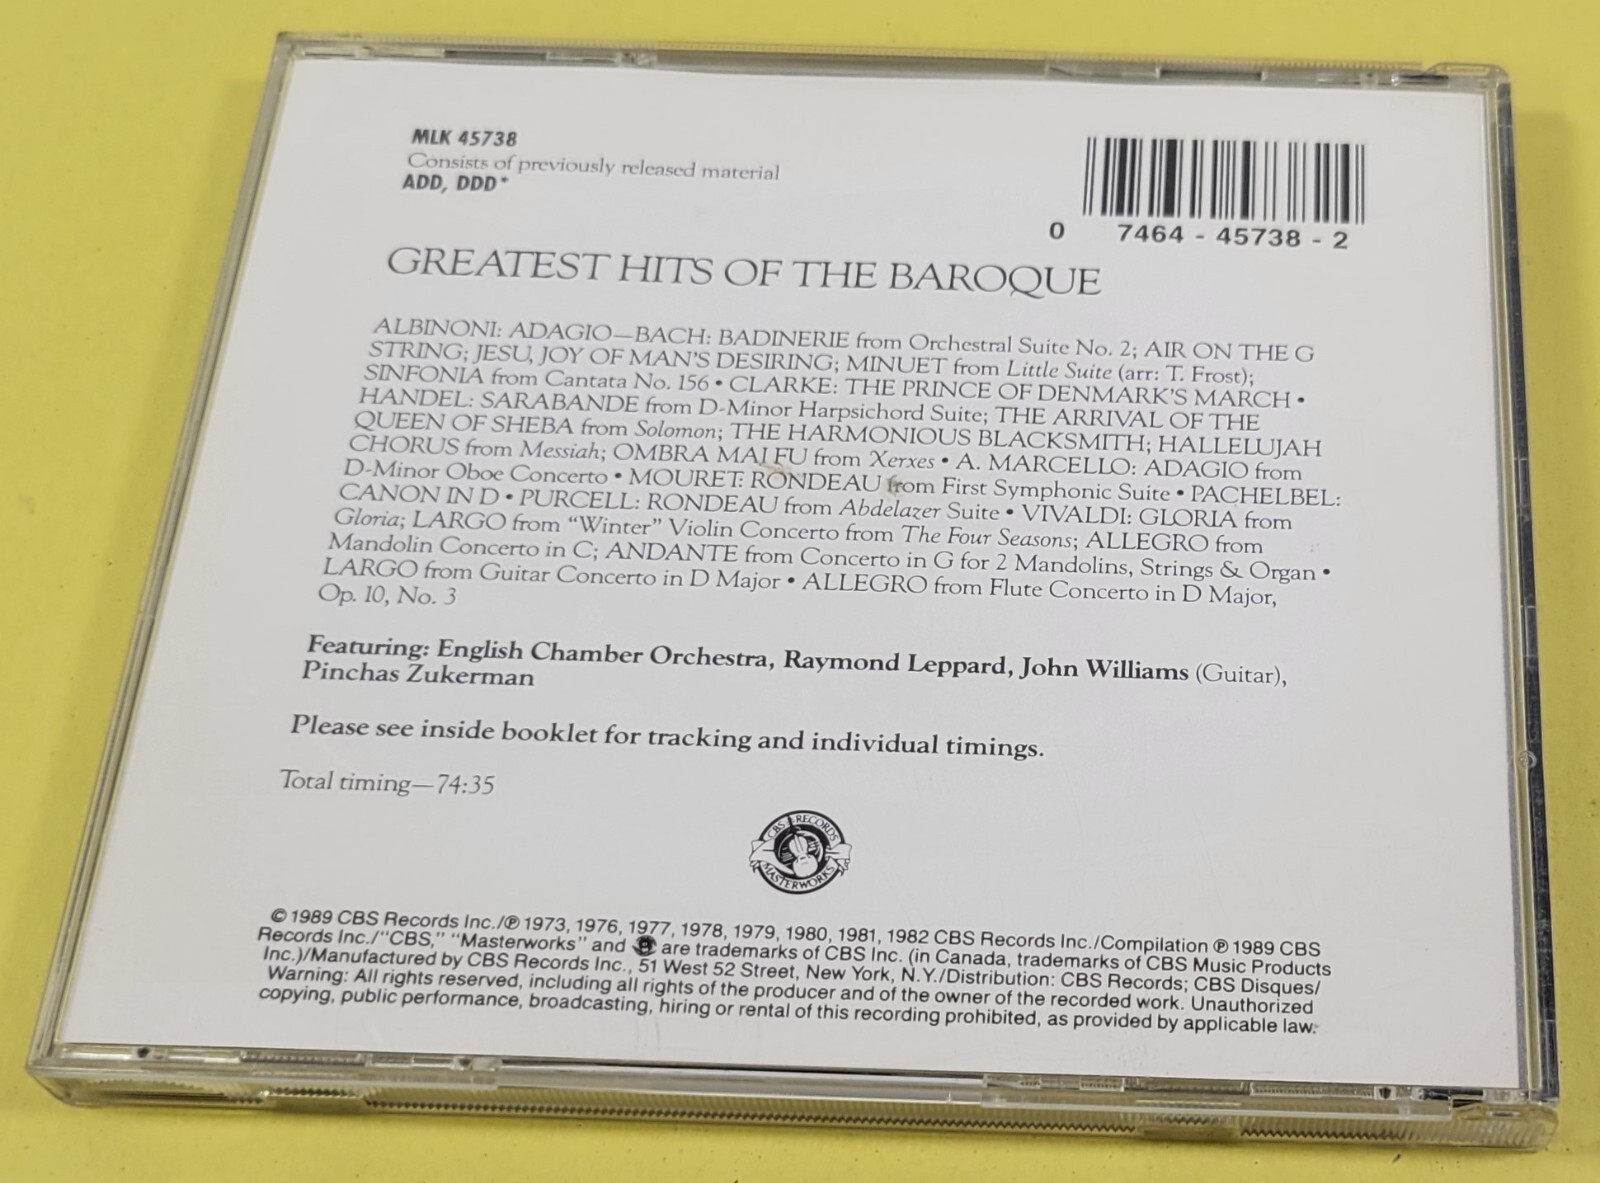 MLK 45738
Consists of previously released material
ADD, DDD*
0 7464 - 45738 - 2
GREATEST HITS OF THE BAROQUE
ALBINONI: ADAGIO—BACH: BADINERIE from Orchestral Suite No. 2; AIR ON THE G
STRING; JESU, JOY OF MAN'S DESIRING; MINUET from Little Suite (arr: T. Frost);
SINFONIA from Cantata No. 156 • CLARKE: THE PRINCE OF DENMARK'S MARCH •
HANDEL: SARABANDE from D-Minor Harpsichord Suite; THE ARRIVAL OF THE
QUEEN OF SHEBA from Solomon; THE HARMONIOUS BLACKSMITH; HALLELUJAH
CHORUS from Messiah; OMBRA MAI FU from Xerxes • A. MARCELLO: ADAGIO from
D-Minor Oboe Concerto • MOURET: RONDEAU from First Symphonic Suite • PACHELBEL:
CANON IN D • PURCELL: RONDEAU from Abdelazer Suite • VIVALDI: GLORIA from
Gloria; LARGO from “Winter” Violin Concerto from The Four Seasons; ALLEGRO from
Mandolin Concerto in C; ANDANTE from Concerto in G for 2 Mandolins, Strings & Organ •
LARGO from Guitar Concerto in D Major • ALLEGRO from Flute Concerto in D Major,
Op. 10, No. 3
Featuring: English Chamber Orchestra, Raymond Leppard, John Williams (Guitar),
Pinchas Zukerman
Please see inside booklet for tracking and individual timings.
Total timing—74:35
CBS RECORDS
MASTERWORKS
© 1989 CBS Records Inc./℗ 1973, 1976, 1977, 1978, 1979, 1980, 1981, 1982 CBS Records Inc./Compilation ℗ 1989 CBS
Records Inc./"CBS," "Masterworks" and are trademarks of CBS Inc. (in Canada, trademarks of CBS Music Products
Inc.)/Manufactured by CBS Records Inc., 51 West 52 Street, New York, N.Y./Distribution: CBS Records; CBS Disques/
Warning: All rights reserved, including all rights of the producer and of the owner of the recorded work. Unauthorized
copying, public performance, broadcasting, hiring or rental of this recording prohibited, as provided by applicable law.